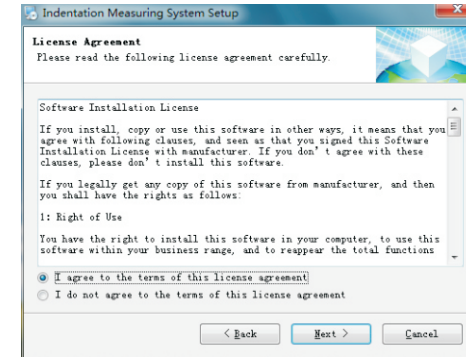 Indentation Measuring System Setup
License Agreement
Please read the following license agreement carefully.
Software Installation License
If you install, copy or use this software in other ways, it means that you
agree with following clauses, and seen as that you signed this Software
Installation License with manufacturer. If you don't agree with these
clauses, please don't install this software.
If you legally get any copy of this software from manufacturer, and then
you shall have the rights as follows:
1: Right of Use
You have the right to install this software in your computer, to use this
software within your business range, and to reappear the total functions
I agree to the terms of this license agreement
I do not agree to the terms of this license agreement
< Back
Next >
Cancel